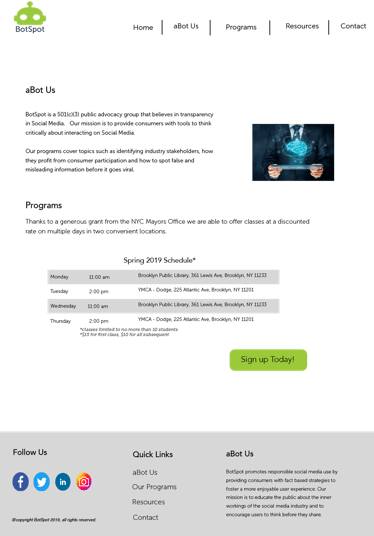 BotSpot
Home
aBot Us
Programs
Resources
Contact
aBot Us
BotSpot is a 501(c)(3) public advocacy group that believes in transparency
in Social Media. Our mission is to provide consumers with tools to think
critically about interacting on Social Media.
Our programs cover topics such as identifying industry stakeholders, how
they profit from consumer participation and how to spot false and
misleading information before it goes viral.
Programs
Thanks to a generous grant from the NYC Mayors Office we are able to offer classes at a discounted
rate on multiple days in two convenient locations.
Spring 2019 Schedule*
Monday 11:00 am Brooklyn Public Library, 361 Lewis Ave, Brooklyn, NY 11233
Tuesday 2:00 pm YMCA - Dodge, 225 Atlantic Ave, Brooklyn, NY 11201
Wednesday 11:00 am Brooklyn Public Library, 361 Lewis Ave, Brooklyn, NY 11233
Thursday 2:00 pm YMCA - Dodge, 225 Atlantic Ave, Brooklyn, NY 11201
*classes limited to no more than 10 students
*$15 for first class, $10 for all subsequent
Sign up Today!
Follow Us
©opyright BotSpot 2019, all rights reserved
Quick Links
aBot Us
Our Programs
Resources
Contact
aBot Us
BotSpot promotes responsible social media use by
providing consumers with fact based strategies to
foster a more enjoyable user experience. Our
mission is to educate the public about the inner
workings of the social media industry and to
encourage users to think before they share.